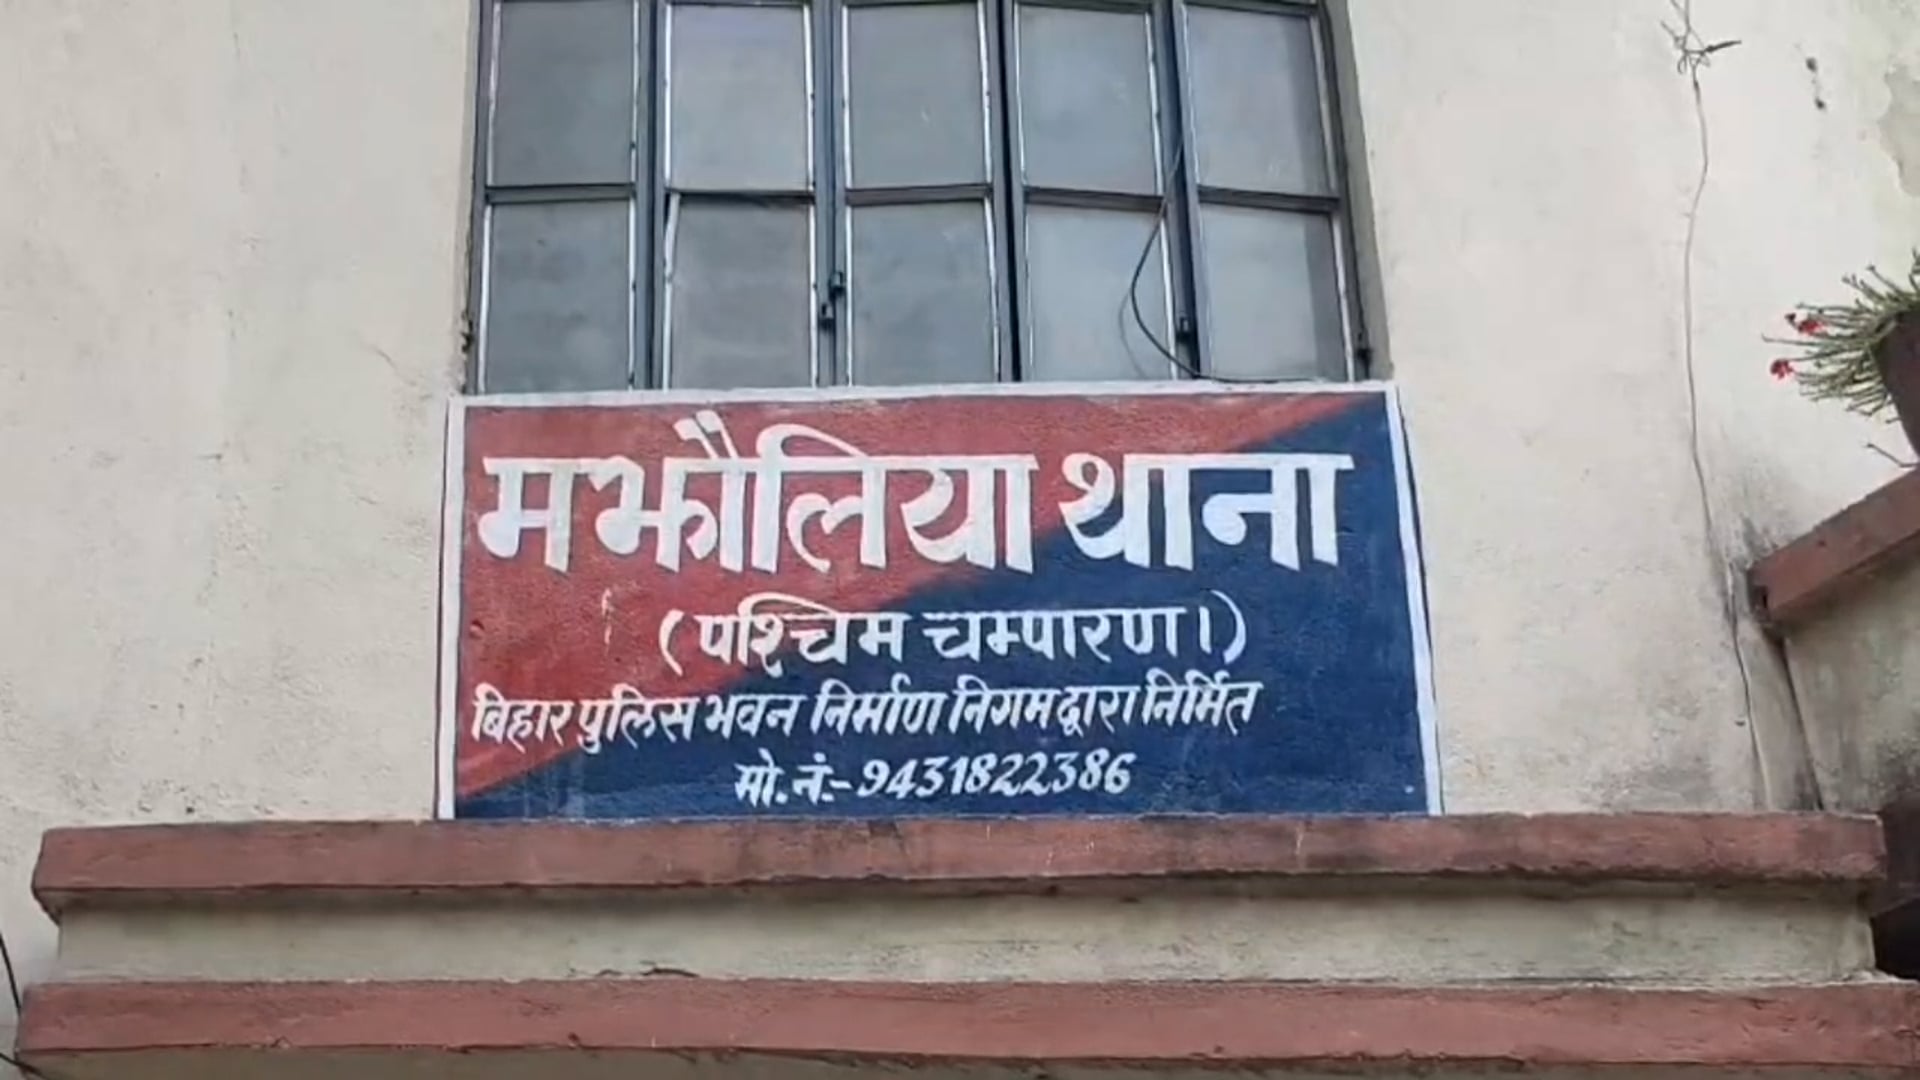 मझौलिया थाना
(पश्चिम चम्पारण।)
बिहार पुलिस भवन निर्माण निगम द्वारा निर्मित
मो. नं.:-9431822386